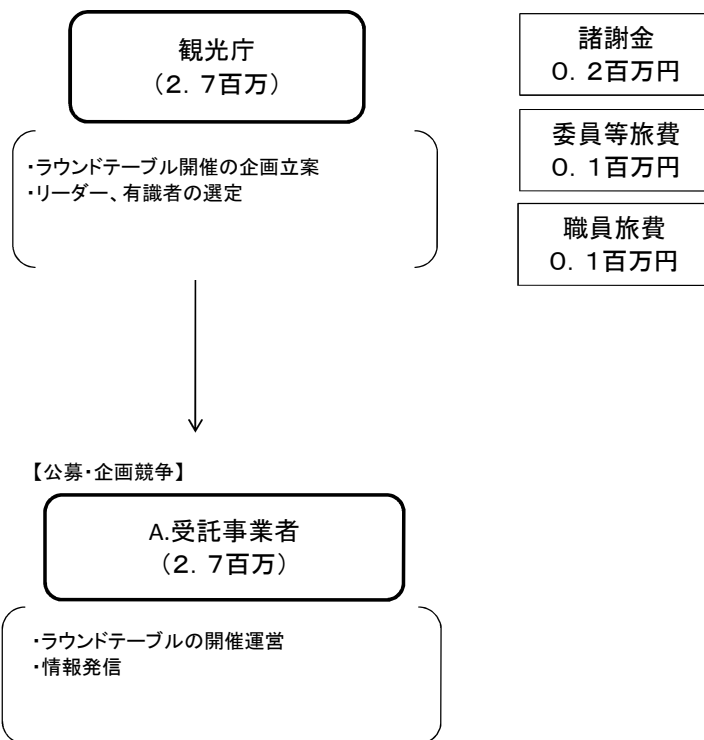 観光庁
（２．７百万）
・ラウンドテーブル開催の企画立案
・リーダー、有識者の選定
諸謝金
０．２百万円
委員等旅費
０．１百万円
職員旅費
０．１百万円
【公募・企画競争】
A.受託事業者
（２．７百万）
・ラウンドテーブルの開催運営
・情報発信